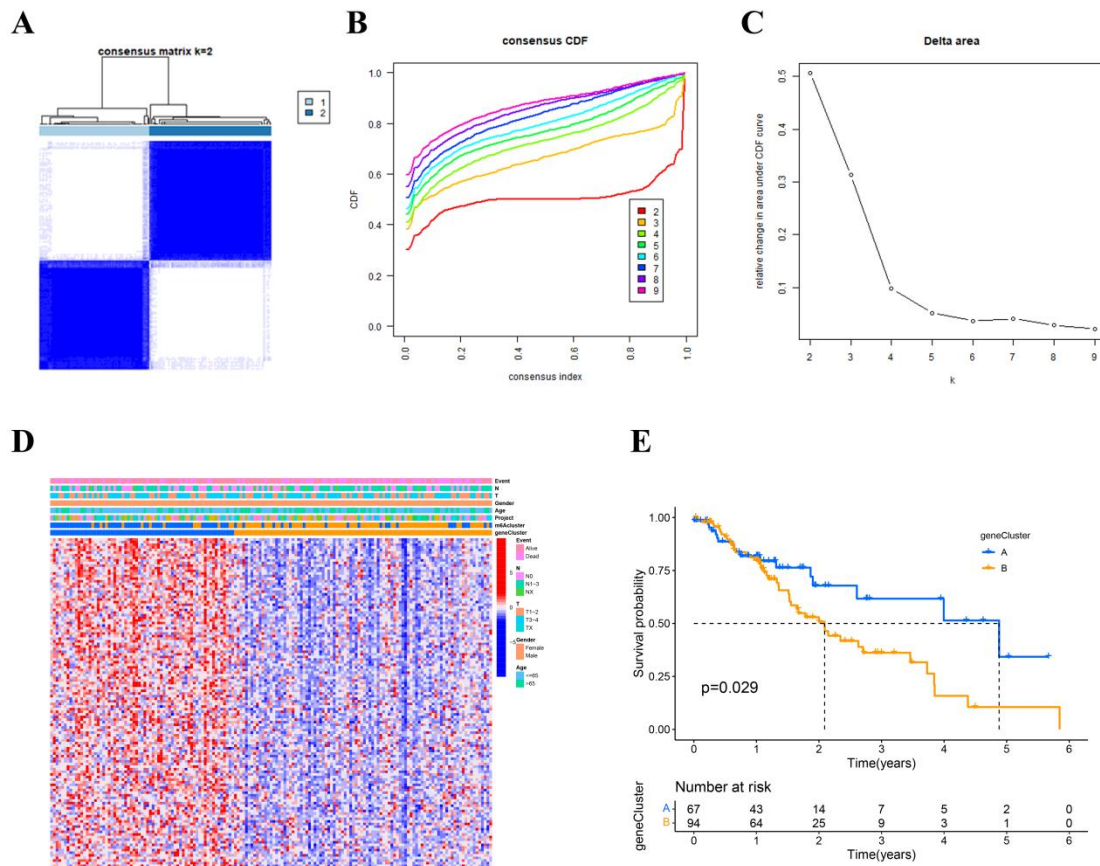 A
consensus matrix k=2
1
2
B
consensus CDF
CDF
1.0
0.8
0.6
0.4
0.2
0.0
2
3
4
5
6
7
8
9
0.0 0.2 0.4 0.6 0.8 1.0
consensus index
C
Delta area
relative change in area under CDF curve
0.5
0.4
0.3
0.2
0.1
2 3 4 5 6 7 8 9
k
D
Event
N
T
Gender
Age
Project
m6Acluster
geneCluster
5
0
−5
Event
Alive
Dead
N
N0
N1−3
NX
T
T1−2
T3−4
TX
Gender
Female
Male
Age
<=65
>65
E
geneCluster
A
B
Survival probability
1.00
0.75
0.50
0.25
0.00
p=0.029
0 1 2 3 4 5 6
Time(years)
Number at risk
geneCluster
A 67 43 14 7 5 2 0
B 94 64 25 9 3 1 0
0 1 2 3 4 5 6
Time(years)